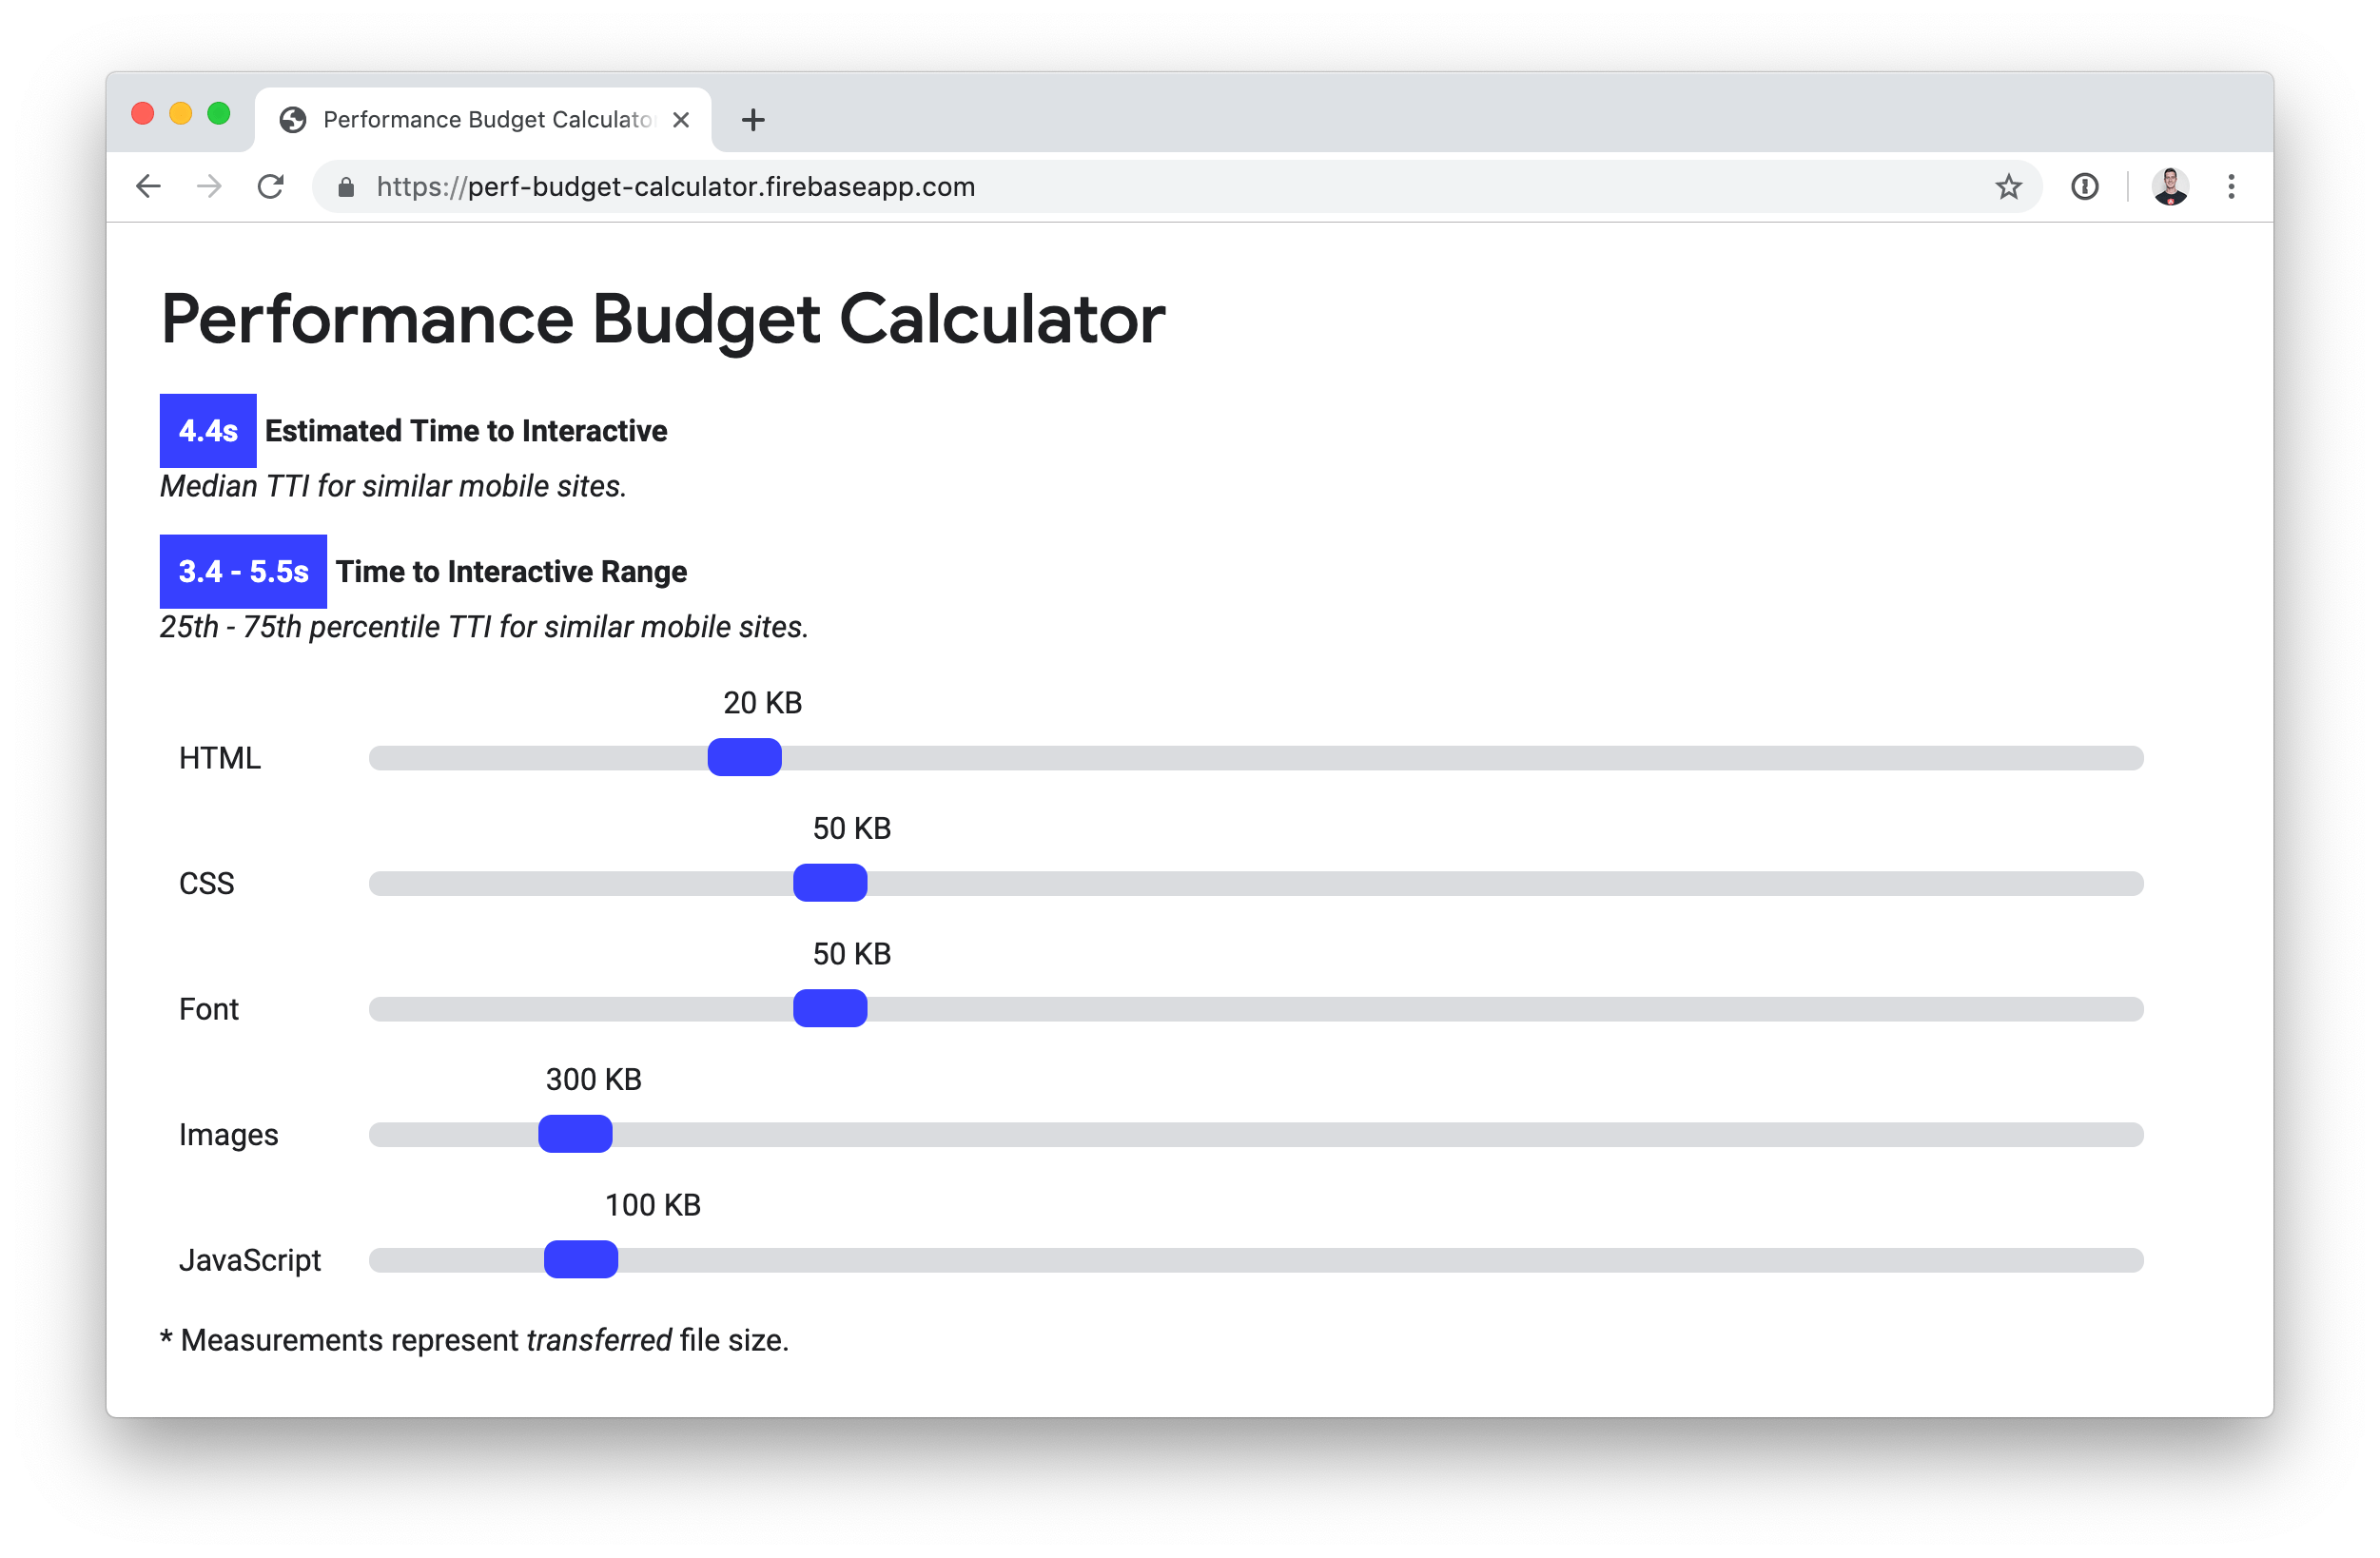 Performance Budget Calculato
https://perf-budget-calculator.firebaseapp.com
Performance Budget Calculator
4.4s Estimated Time to Interactive
Median TTI for similar mobile sites.
3.4 - 5.5s Time to Interactive Range
25th - 75th percentile TTI for similar mobile sites.
20 KB
HTML
50 KB
CSS
50 KB
Font
300 KB
Images
100 KB
JavaScript
* Measurements represent transferred file size.